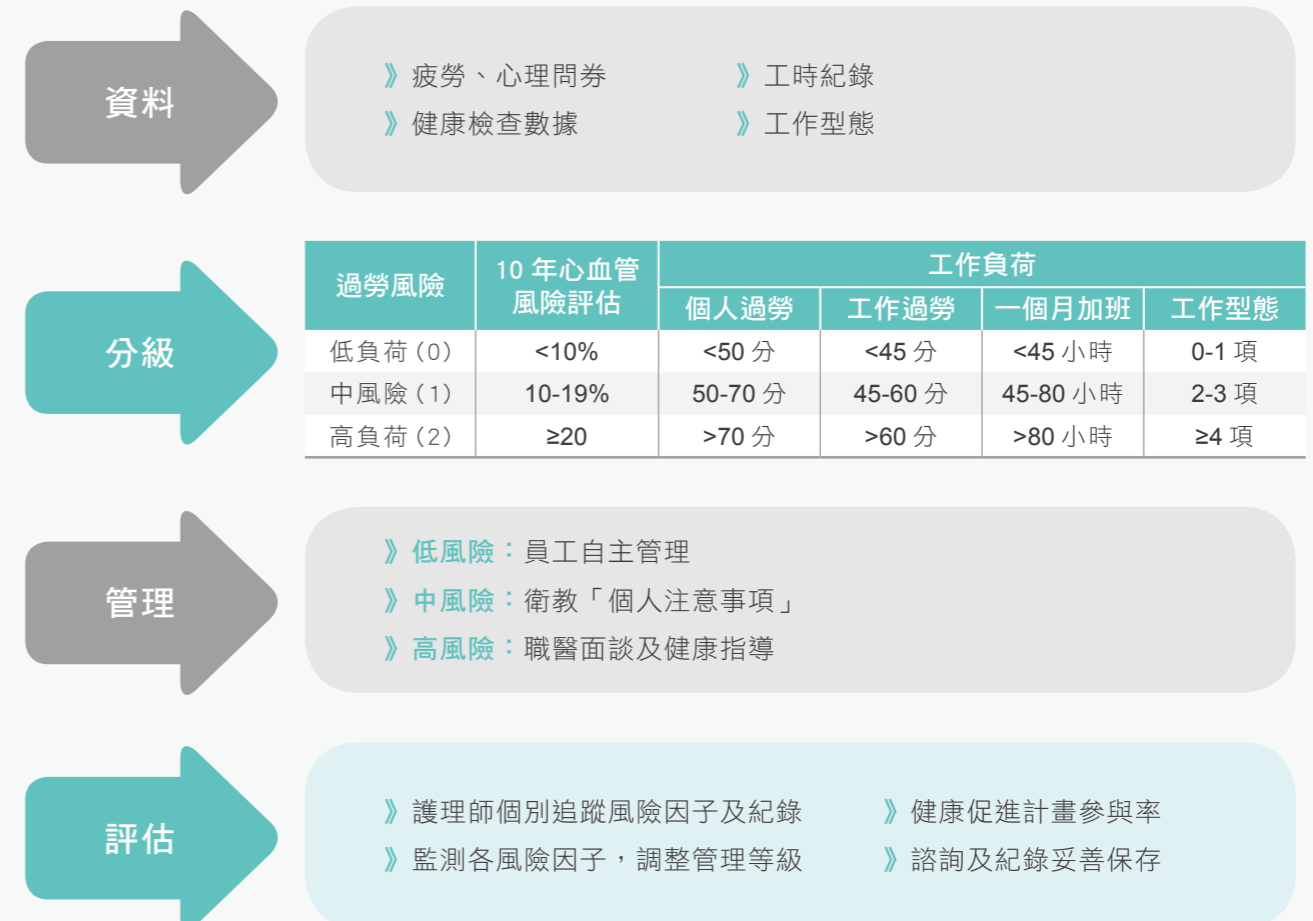 資料
》疲勞、心理問券 》工時紀錄
》健康檢查數據 》工作型態
分級
過勞風險 10 年心血管風險評估 工作負荷
個人過勞 工作過勞 一個月加班 工作型態
低負荷(0) <10% <50 分 <45 分 <45 小時 0-1 項
中風險(1) 10-19% 50-70 分 45-60 分 45-80 小時 2-3 項
高負荷(2) ≥20 >70 分 >60 分 >80 小時 ≥4 項
管理
》低風險：員工自主管理
》中風險：衛教「個人注意事項」
》高風險：職醫面談及健康指導
評估
》護理師個別追蹤風險因子及紀錄 》健康促進計畫參與率
》監測各風險因子，調整管理等級 》諮詢及紀錄妥善保存